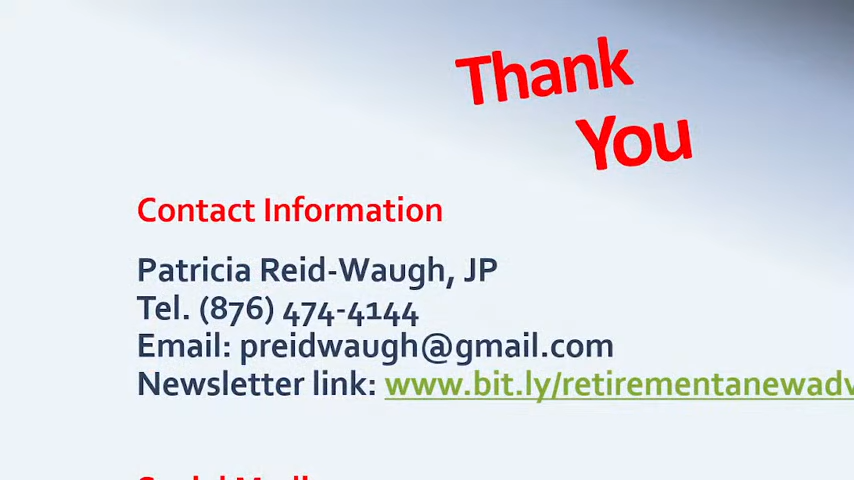 Thank
You
Contact Information
Patricia Reid-Waugh, JP
Tel. (876) 474-4144
Email: preidwaugh@gmail.com
Newsletter link: www.bit.ly/retirementanewadv